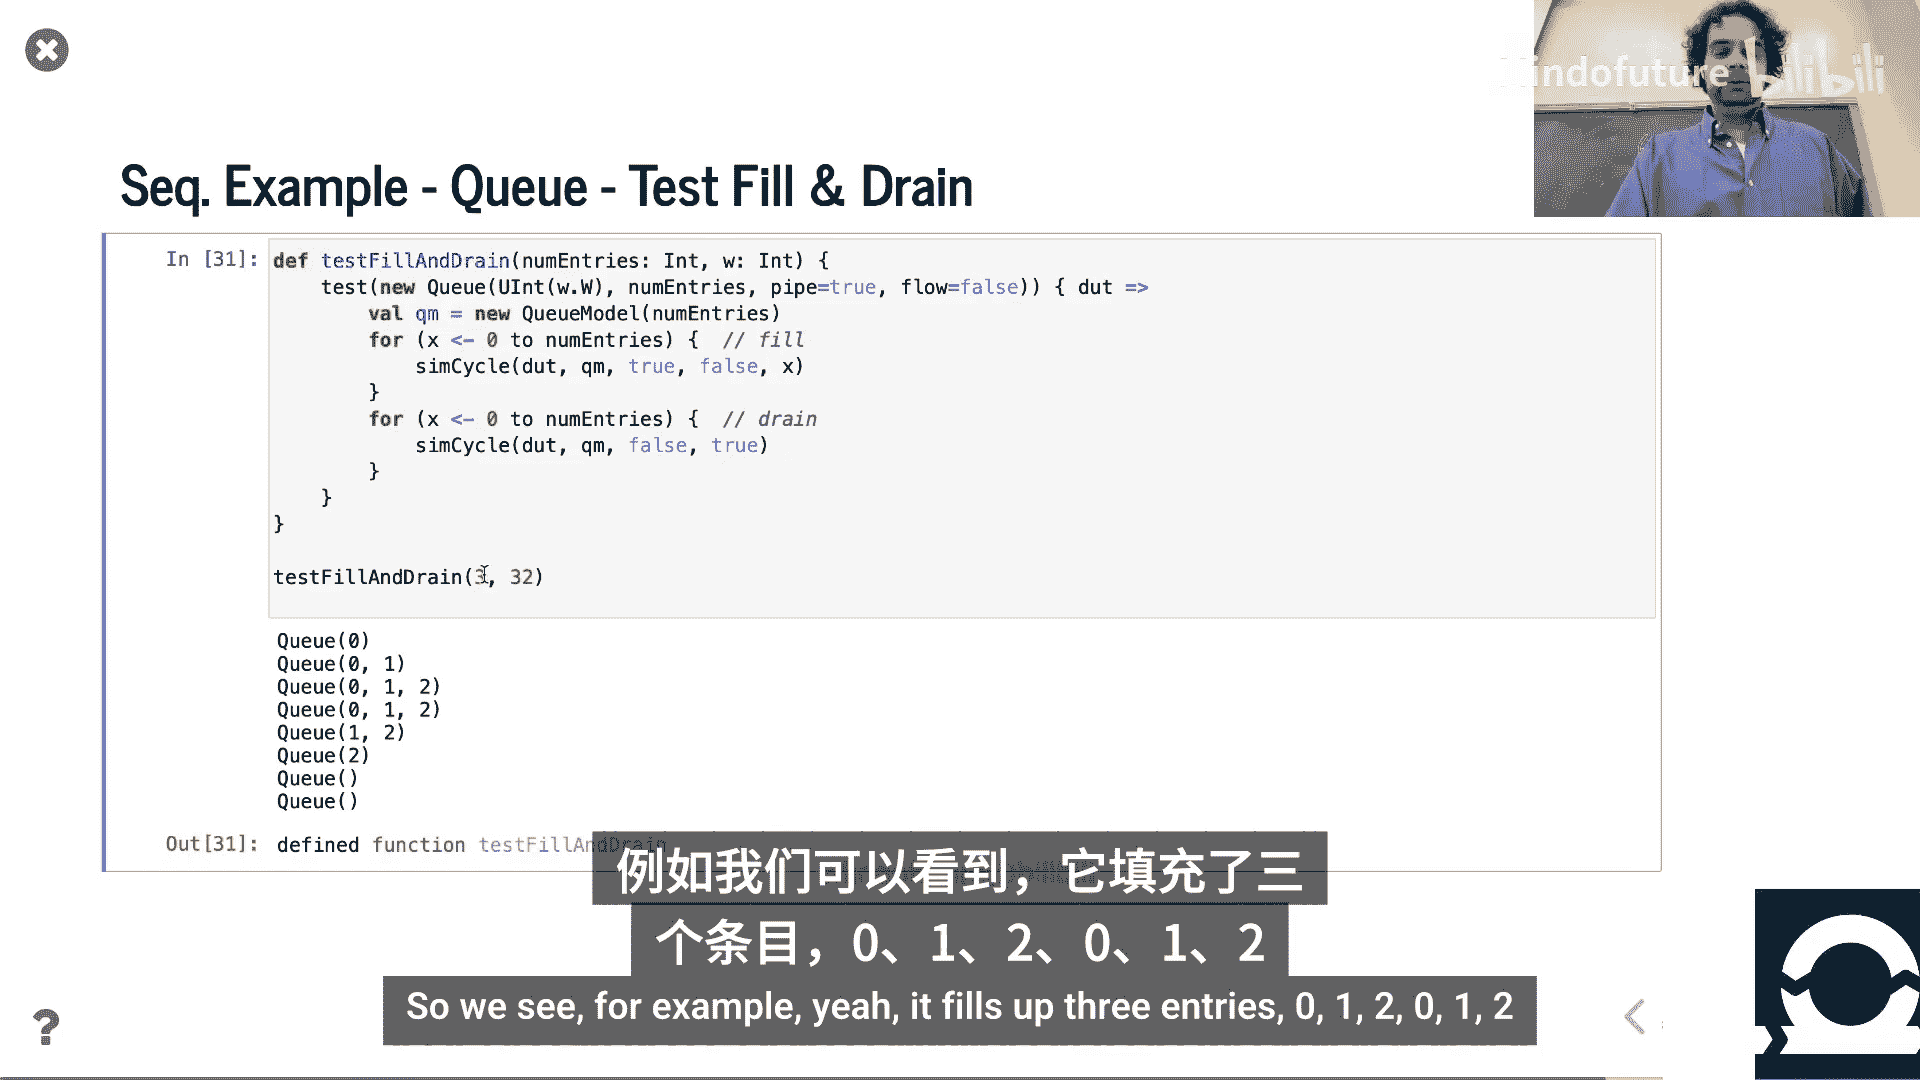 indofuture bilibili
Seq. Example - Queue - Test Fill & Drain
In [31]: def testFillAndDrain(numEntries: Int, w: Int) {
test(new Queue(UInt(w.W), numEntries, pipe=true, flow=false)) { dut =>
val qm = new QueueModel(numEntries)
for (x <- 0 to numEntries) { // fill
simCycle(dut, qm, true, false, x)
}
for (x <- 0 to numEntries) { // drain
simCycle(dut, qm, false, true)
}
}
}
testFillAndDrain(3, 32)
Queue(0)
Queue(0, 1)
Queue(0, 1, 2)
Queue(0, 1, 2)
Queue(1, 2)
Queue(2)
Queue()
Queue()
Out[31]: defined function testFillAndDrain
例如我们可以看到，它填充了三
个条目，0、1、2、0、1、2
So we see, for example, yeah, it fills up three entries, 0, 1, 2, 0, 1, 2
?